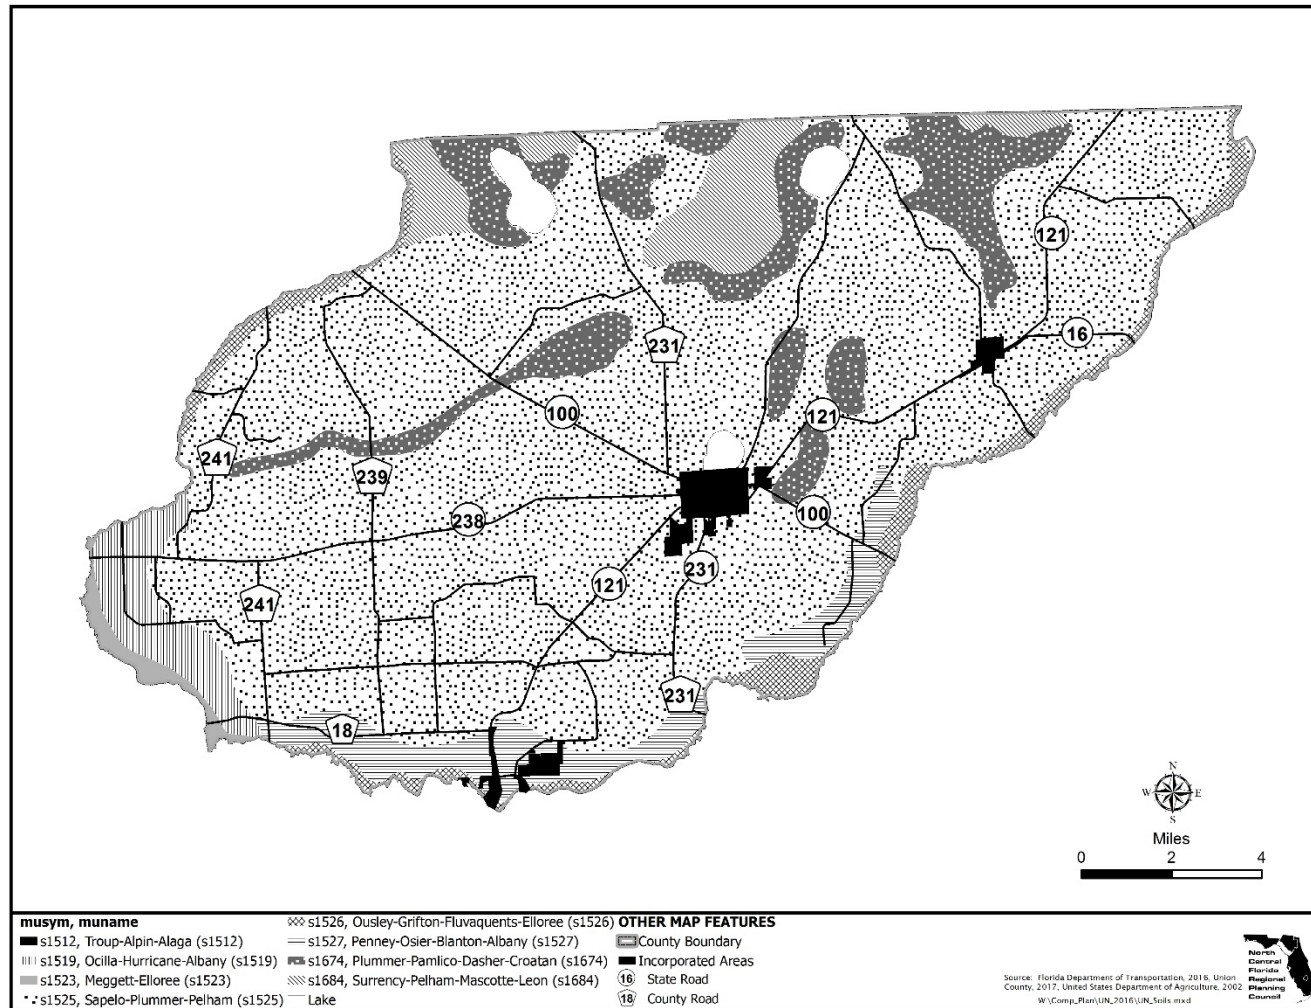 121
16
231
100
121
241
239
238
100
121
231
241
231
18
N
W E
S
Miles
0 2 4
musym, muname
s1512, Troup-Alpin-Alaga (s1512)
s1519, Ocilla-Hurricane-Albany (s1519)
s1523, Meggett-Elloree (s1523)
s1525, Sapelo-Plummer-Pelham (s1525)
s1526, Ousley-Grifton-Fluvaquents-Elloree (s1526)
s1527, Penney-Osier-Blanton-Albany (s1527)
s1674, Plummer-Pamlico-Dasher-Croatan (s1674)
s1684, Surrency-Pelham-Mascotte-Leon (s1684)
Lake
OTHER MAP FEATURES
County Boundary
Incorporated Areas
16 State Road
18 County Road
Source: Florida Department of Transportation, 2016, Union
County, 2017, United States Department of Agriculture, 2002
W:\Comp_Plan\UN_2016\UN_Soils.mxd
North
Central
Florida
Regional
Planning
Council